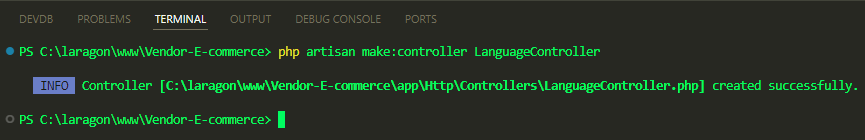 DEVDB PROBLEMS TERMINAL OUTPUT DEBUG CONSOLE PORTS
PS C:\laragon\www\Vendor-E-commerce> php artisan make:controller LanguageController
INFO Controller [C:\laragon\www\Vendor-E-commerce\app\Http\Controllers\LanguageController.php] created successfully.
PS C:\laragon\www\Vendor-E-commerce>